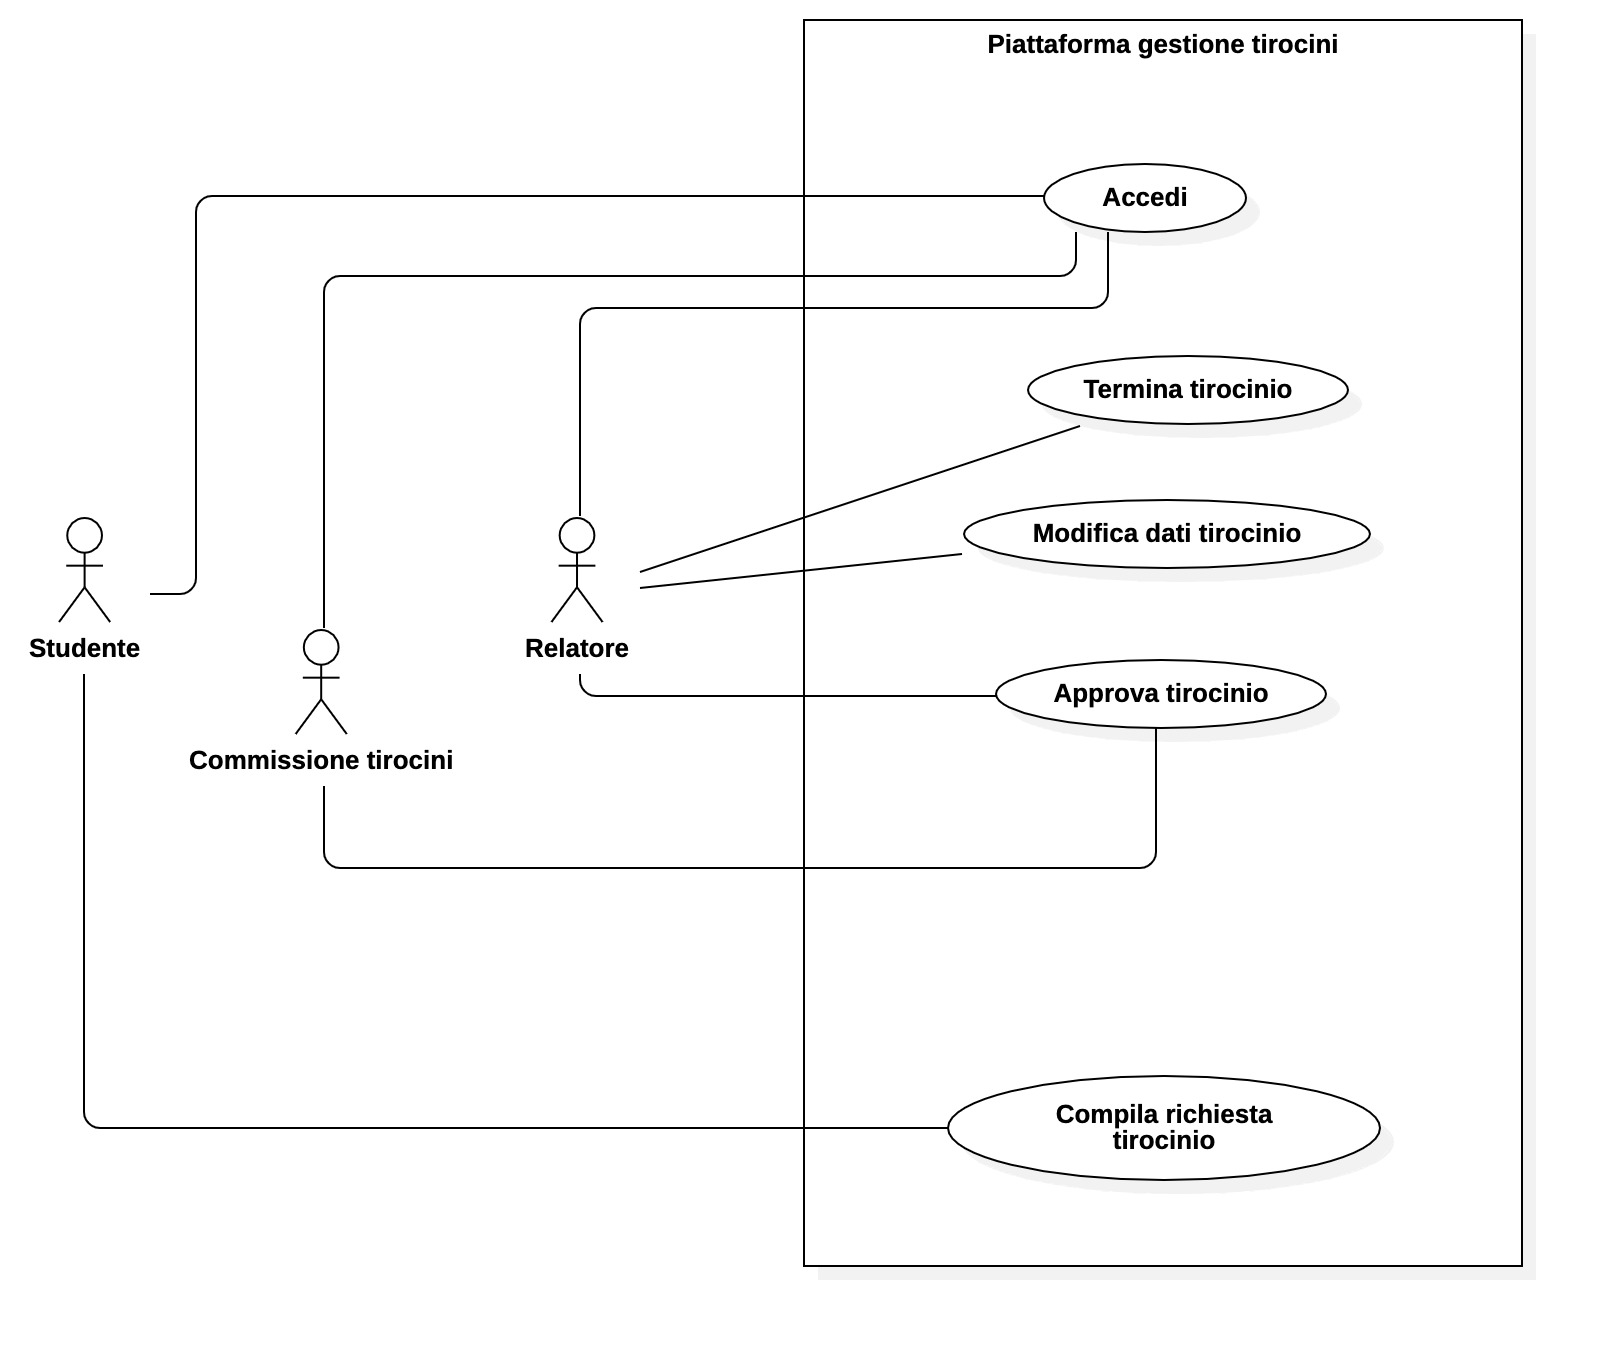 Piattaforma gestione tirocini
Accedi
Termina tirocinio
Modifica dati tirocinio
Studente
Relatore
Approva tirocinio
Commissione tirocini
Compila richiesta
tirocinio